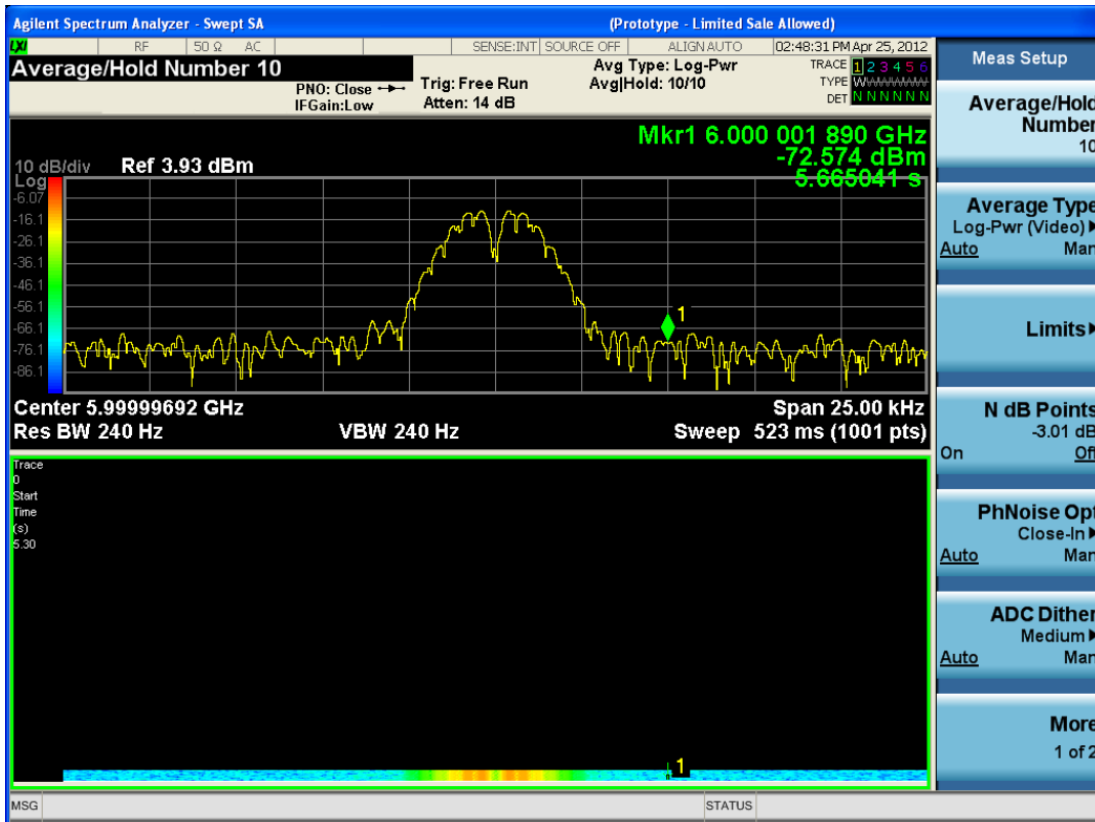 Agilent Spectrum Analyzer - Swept SA (Prototype - Limited Sale Allowed)
LXI RF 50 Ω AC SENSE:INT SOURCE OFF ALIGN AUTO 02:48:31 PM Apr 25, 2012
Average/Hold Number 10
PNO: Close
IFGain:Low
Trig: Free Run
Atten: 14 dB
Avg Type: Log-Pwr
Avg|Hold: 10/10
TRACE 1 2 3 4 5 6
TYPE WWWWWW
DET N N N N N N
Mkr1 6.000 001 890 GHz
-72.574 dBm
5.665041 s
10 dB/div Ref 3.93 dBm
Log
-6.07
-16.1
-26.1
-36.1
-46.1
-56.1
-66.1
-76.1
-86.1
1
Center 5.99999692 GHz Span 25.00 kHz
Res BW 240 Hz VBW 240 Hz Sweep 523 ms (1001 pts)
Trace
0
Start
Time
(s)
5.30
1
MSG STATUS
Meas Setup
Average/Hold
Number
10
Average Type
Log-Pwr (Video)
Auto Man
Limits
N dB Points
-3.01 dB
On Off
PhNoise Opt
Close-In
Auto Man
ADC Dither
Medium
Auto Man
More
1 of 2